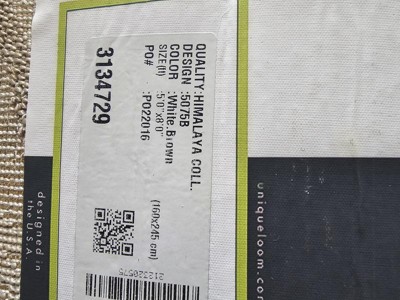 QUALITY:HIMALAYA COLL.
DESIGN :5075B
COLOR :White Brown
SIZE(ft) :5'0"x8'0" (160x245 cm)
PO# :PO22016
3134729
212320575
uniqueloom.com
designed in
the U.S.A.